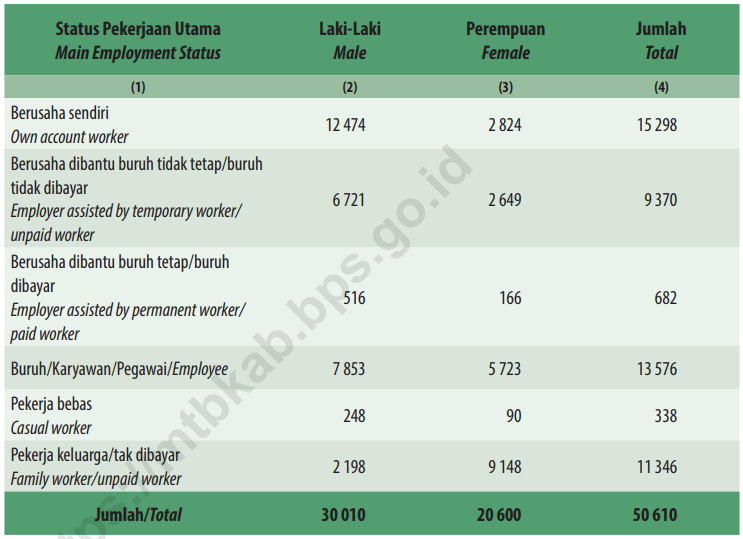 Status Pekerjaan Utama Laki-Laki Perempuan Jumlah
Main Employment Status Male Female Total
(1) (2) (3) (4)
Berusaha sendiri
Own account worker 12 474 2 824 15 298
Berusaha dibantu buruh tidak tetap/buruh
tidak dibayar
Employer assisted by temporary worker/
unpaid worker 6 721 2 649 9 370
Berusaha dibantu buruh tetap/buruh
dibayar
Employer assisted by permanent worker/
paid worker 516 166 682
Buruh/Karyawan/Pegawai/Employee 7 853 5 723 13 576
Pekerja bebas
Casual worker 248 90 338
Pekerja keluarga/tak dibayar
Family worker/unpaid worker 2 198 9 148 11 346
Jumlah/Total 30 010 20 600 50 610
ps://mtbkab.bps.go.id